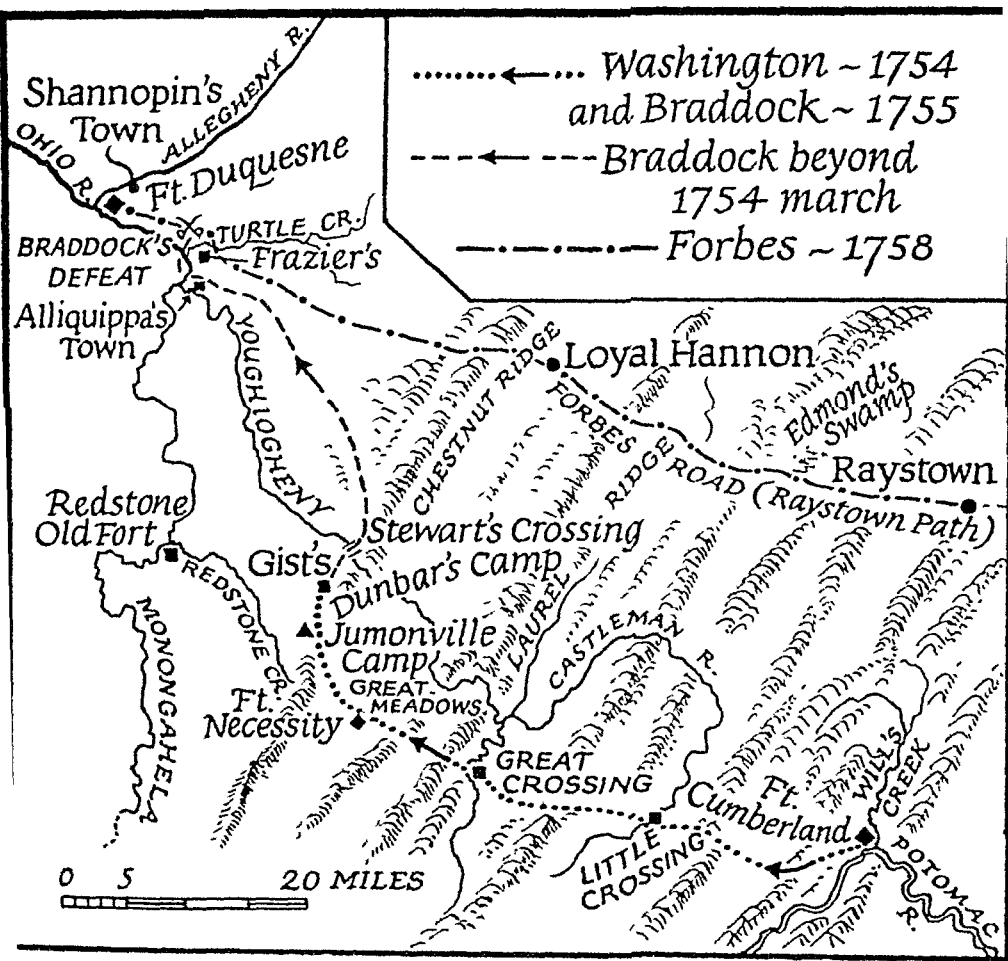 Washington ~ 1754
and Braddock ~ 1755
Braddock beyond
1754 march
Forbes ~ 1758
Shannopin's
Town
ALLEGHENY R.
OHIO R.
Ft. Duquesne
TURTLE CR.
BRADDOCK'S
DEFEAT
Frazier's
Alliquippa's
Town
YOUGHIOGHENY
CHESTNUT RIDGE
Loyal Hannon
FORBES ROAD (Raystown Path)
Edmond's
Swamp
Raystown
Redstone
Old Fort
Stewart's Crossing
Gist's
Dunbar's Camp
REDSTONE CR.
LAUREL RIDGE
Jumonville
Camp
CASTLEMAN R.
MONONGAHELA
GREAT
MEADOWS
Ft.
Necessity
GREAT
CROSSING
Ft.
Cumberland
WILL'S
CREEK
LITTLE
CROSSING
POTOMAC
R.
0 5 20 MILES